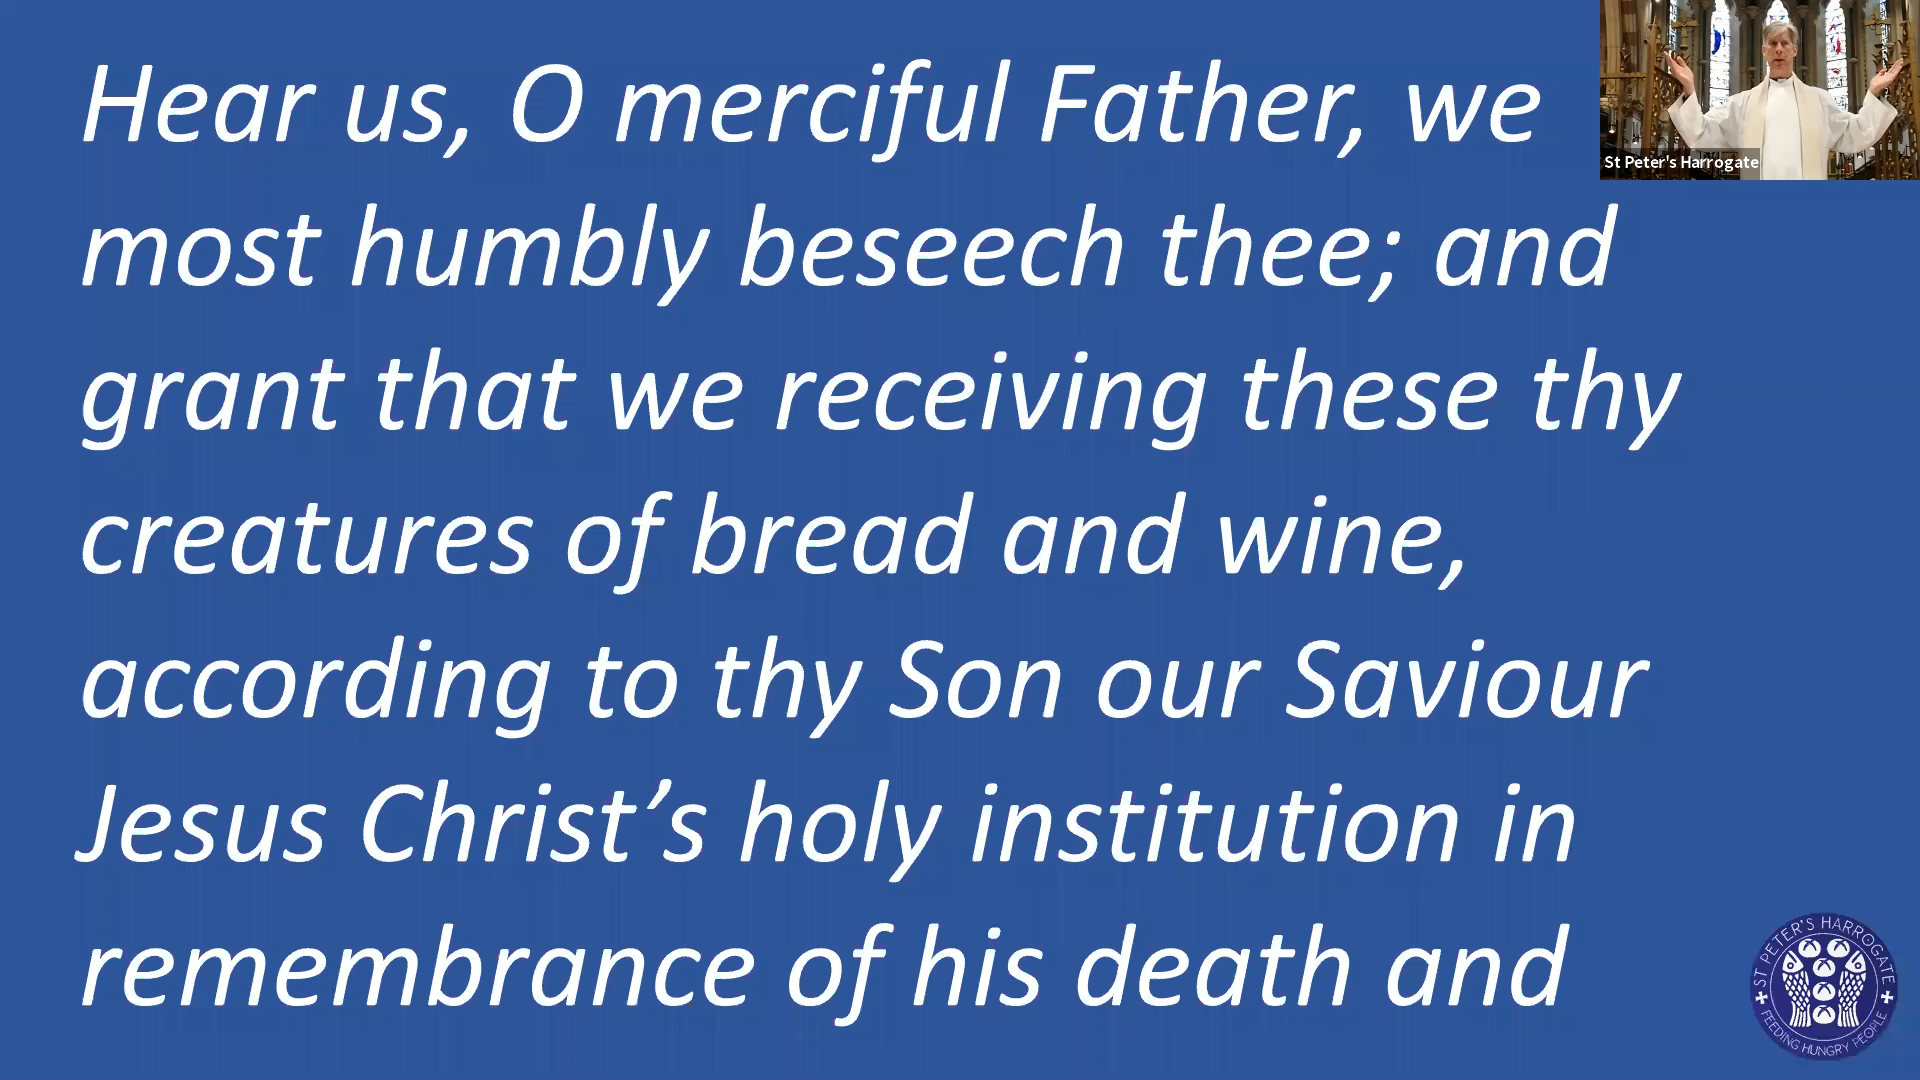 Hear us, O merciful Father, we
most humbly beseech thee; and
grant that we receiving these thy
creatures of bread and wine,
according to thy Son our Saviour
Jesus Christ’s holy institution in
remembrance of his death and
St Peter's Harrogate
ST PETER'S HARROGATE
FEEDING HUNGRY PEOPLE